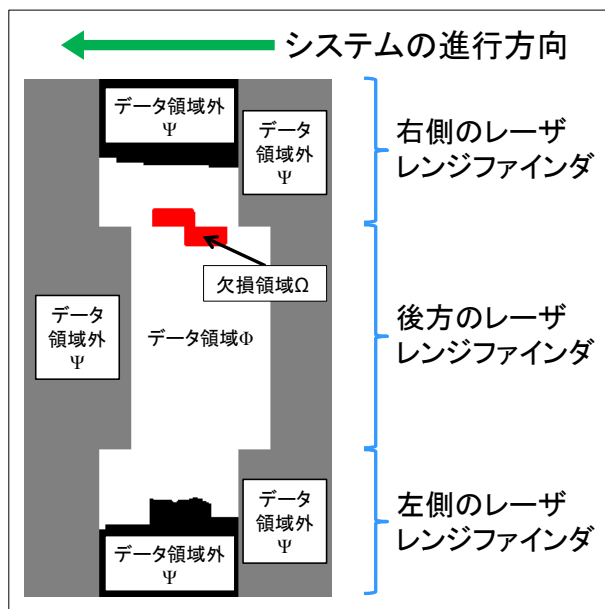 システムの進行方向
データ領域外
Ψ
データ
領域外
Ψ
右側のレーザ
レンジファインダ
欠損領域Ω
データ
領域外
Ψ
データ領域Φ
後方のレーザ
レンジファインダ
データ
領域外
Ψ
データ領域外
Ψ
左側のレーザ
レンジファインダ